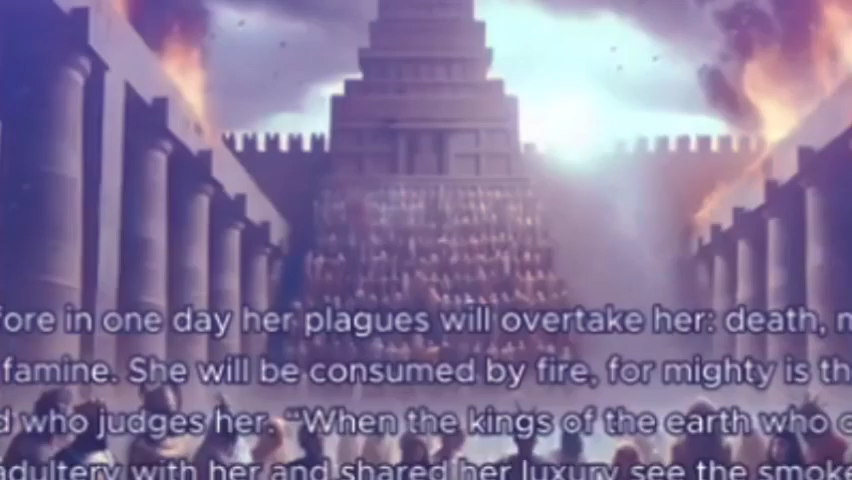 fore in one day her plagues will overtake her: death, m
famine. She will be consumed by fire, for mighty is th
d who judges her. “When the kings of the earth who c
adultery with her and shared her luxury see the smoke